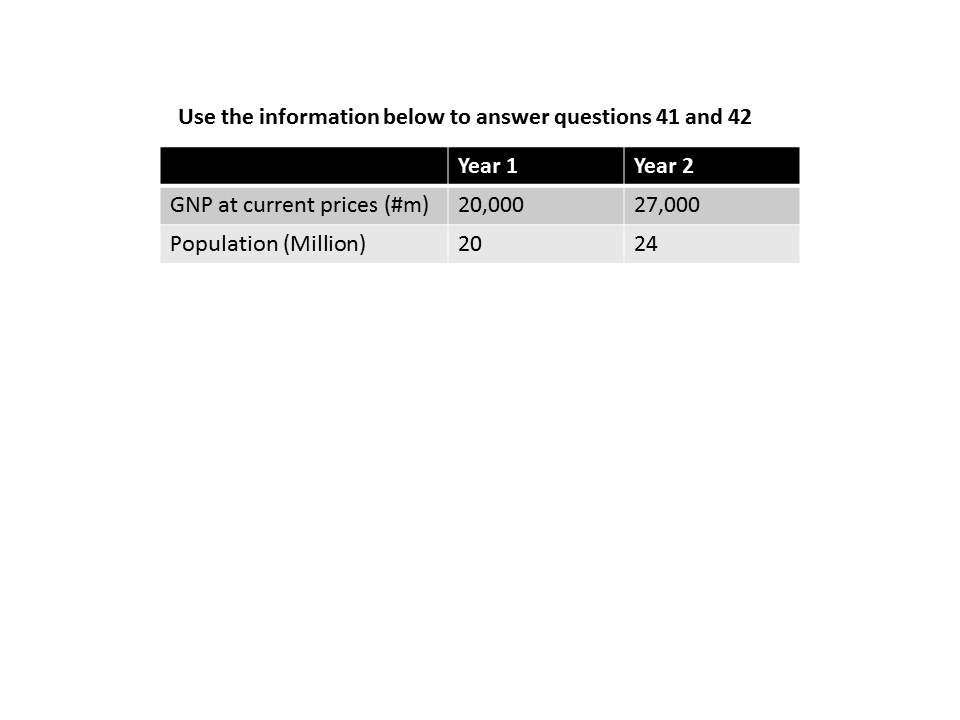 Use the information below to answer questions 41 and 42
Year 1 Year 2
GNP at current prices (#m) 20,000 27,000
Population (Million) 20 24